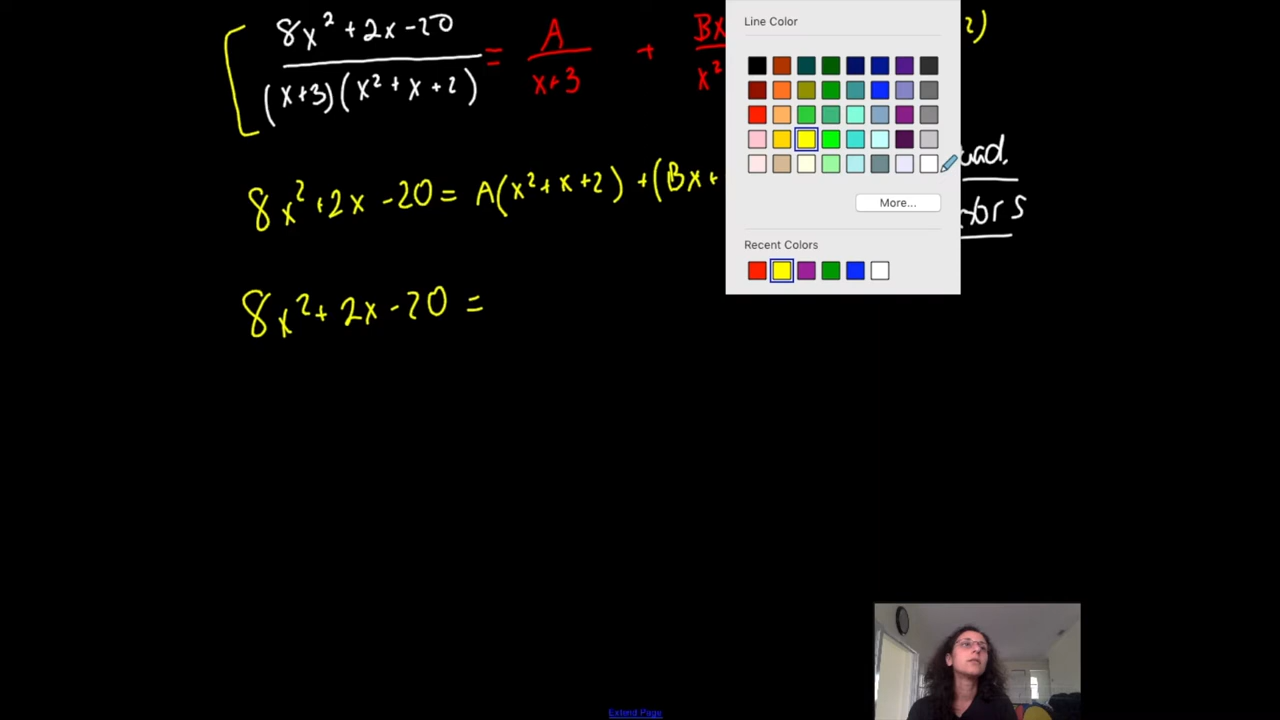 8x² + 2x - 20 / (x+3)(x² + x + 2) = A / x+3 + Bx / x² 2)
Line Color
8x² + 2x - 20 = A(x² + x + 2) + (Bx +
More...
Recent Colors
8x² + 2x - 20 =
Extend Page